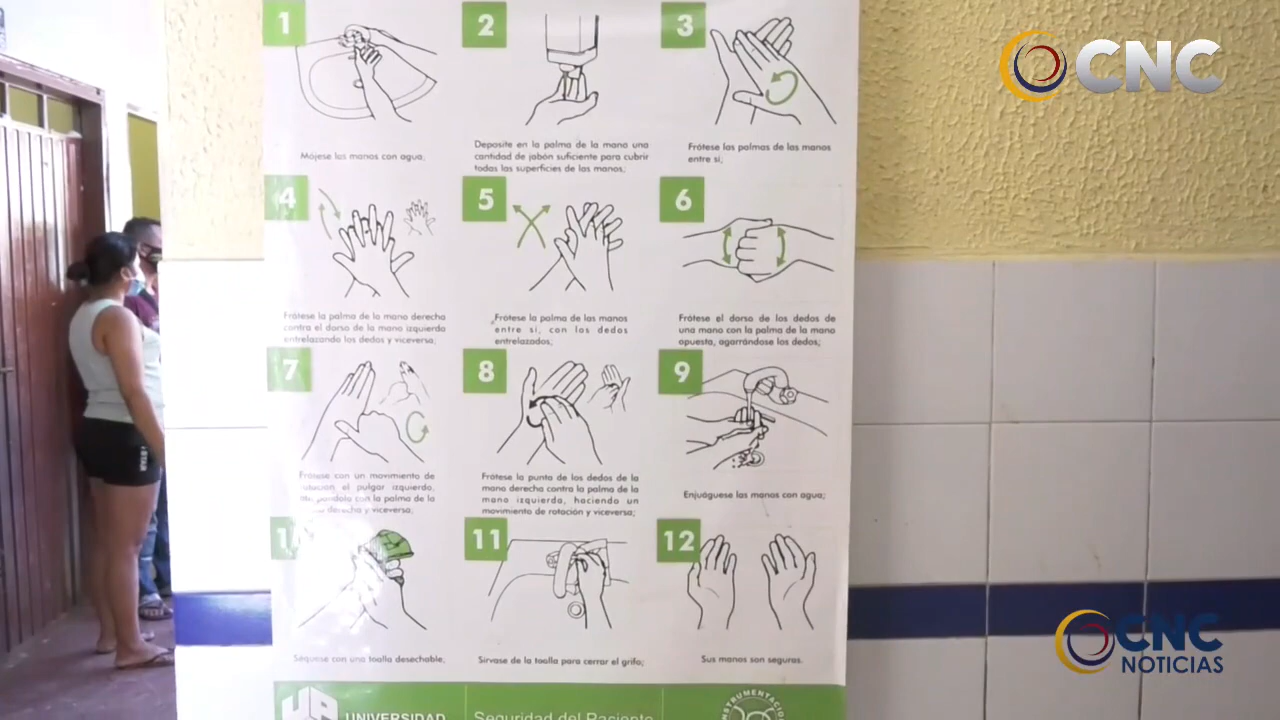 CNC
1
2
3
Mójese las manos con agua;
Deposite en la palma de la mano una
cantidad de jabón suficiente para cubrir
todas las superficies de las manos;
Frótese las palmas de las manos
entre sí;
4
5
6
Frótese la palma de la mano derecha
contra el dorso de la mano izquierda
entrelazando los dedos y viceversa;
Frótese la palma de las manos
entre sí, con los dedos
entrelazados;
Frótese el dorso de los dedos de
una mano con la palma de la mano
opuesta, agarrándose los dedos;
7
8
9
Frótese con un movimiento de
rotación el pulgar izquierdo,
con la palma de la
derecha y viceversa;
Frótese la punta de los dedos de la
mano derecha contra la palma de la
mano izquierda, haciendo un
movimiento de rotación y viceversa;
Enjuáguese las manos con agua;
11
12
Séquese con una toalla desechable;
Sírvase de la toalla para cerrar el grifo;
Sus manos son seguras.
UNIVERSIDAD
Seguridad del Paciente
CNC
NOTICIAS